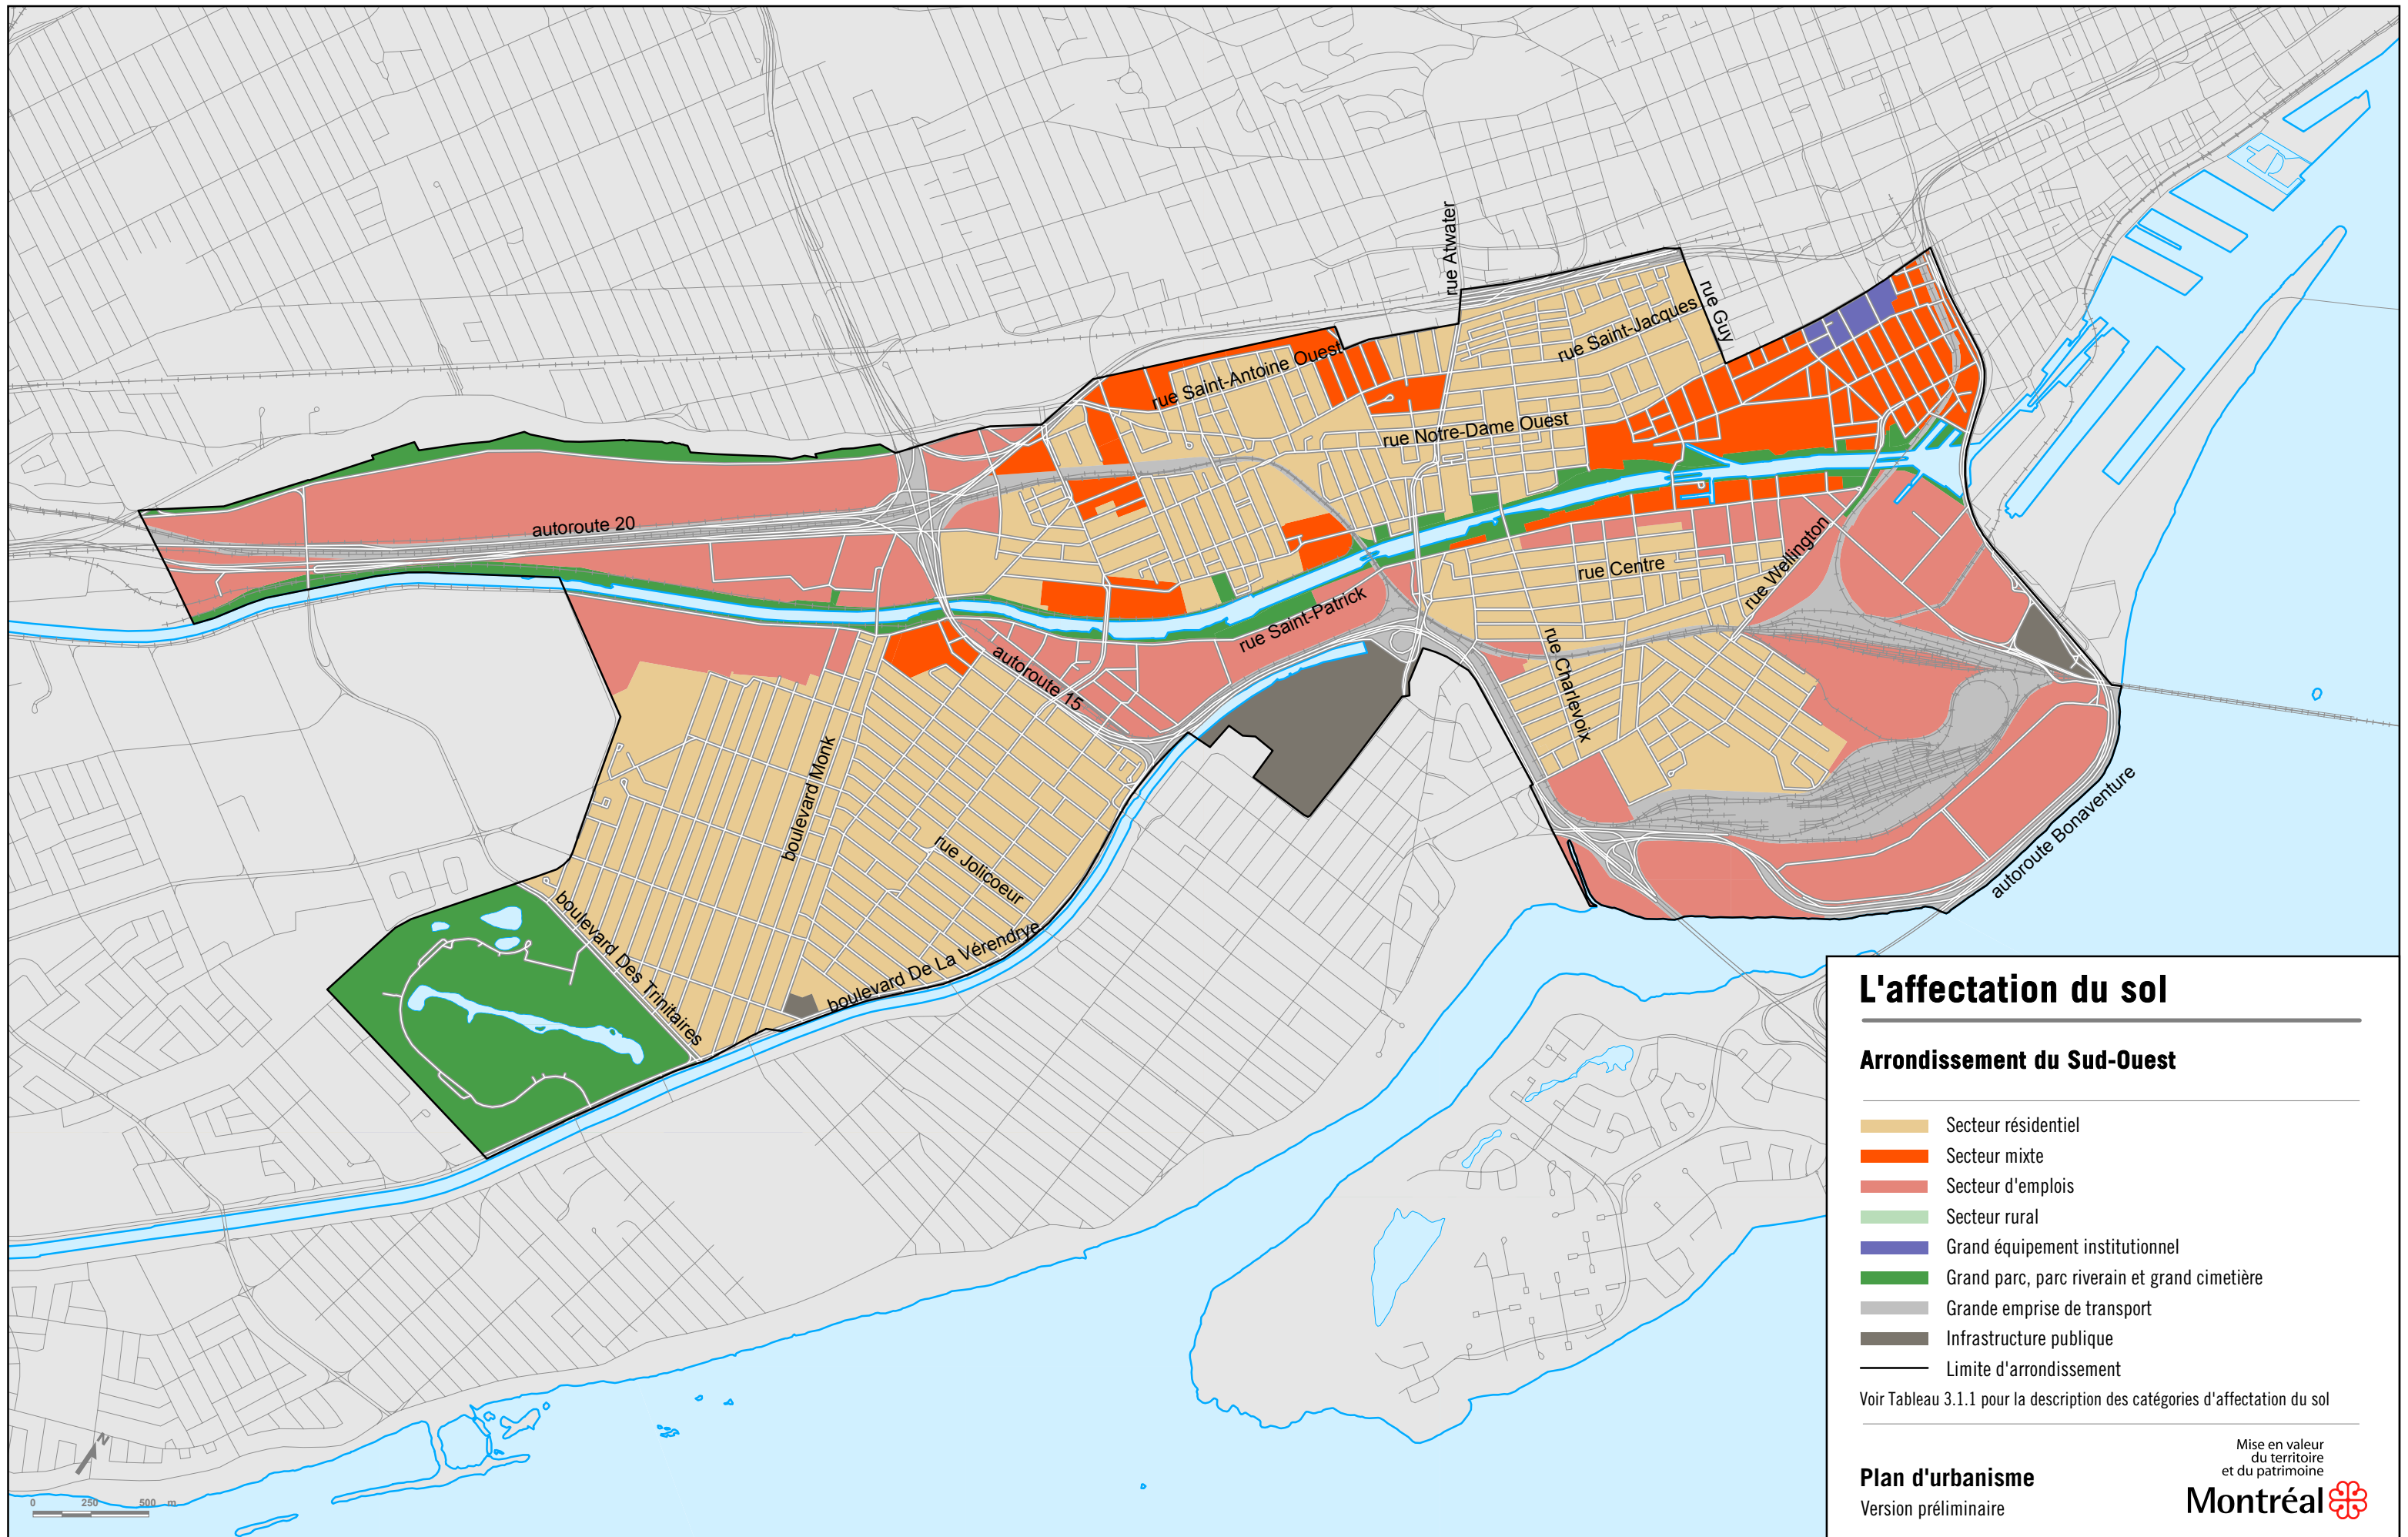 rue Atwater
rue Guy
rue Saint-Jacques
rue Saint-Antoine Ouest
rue Notre-Dame Ouest
autoroute 20
rue Centre
rue Wellington
rue Saint-Patrick
rue Charlevoix
autoroute 15
boulevard Monk
rue Jolicoeur
boulevard Des Trinitaires
boulevard De La Vérendrye
autoroute Bonaventure
L'affectation du sol
Arrondissement du Sud-Ouest
Secteur résidentiel
Secteur mixte
Secteur d'emplois
Secteur rural
Grand équipement institutionnel
Grand parc, parc riverain et grand cimetière
Grande emprise de transport
Infrastructure publique
Limite d'arrondissement
Voir Tableau 3.1.1 pour la description des catégories d'affectation du sol
Mise en valeur
du territoire
et du patrimoine
Plan d'urbanisme
Version préliminaire
Montréal
N
0 250 500 m